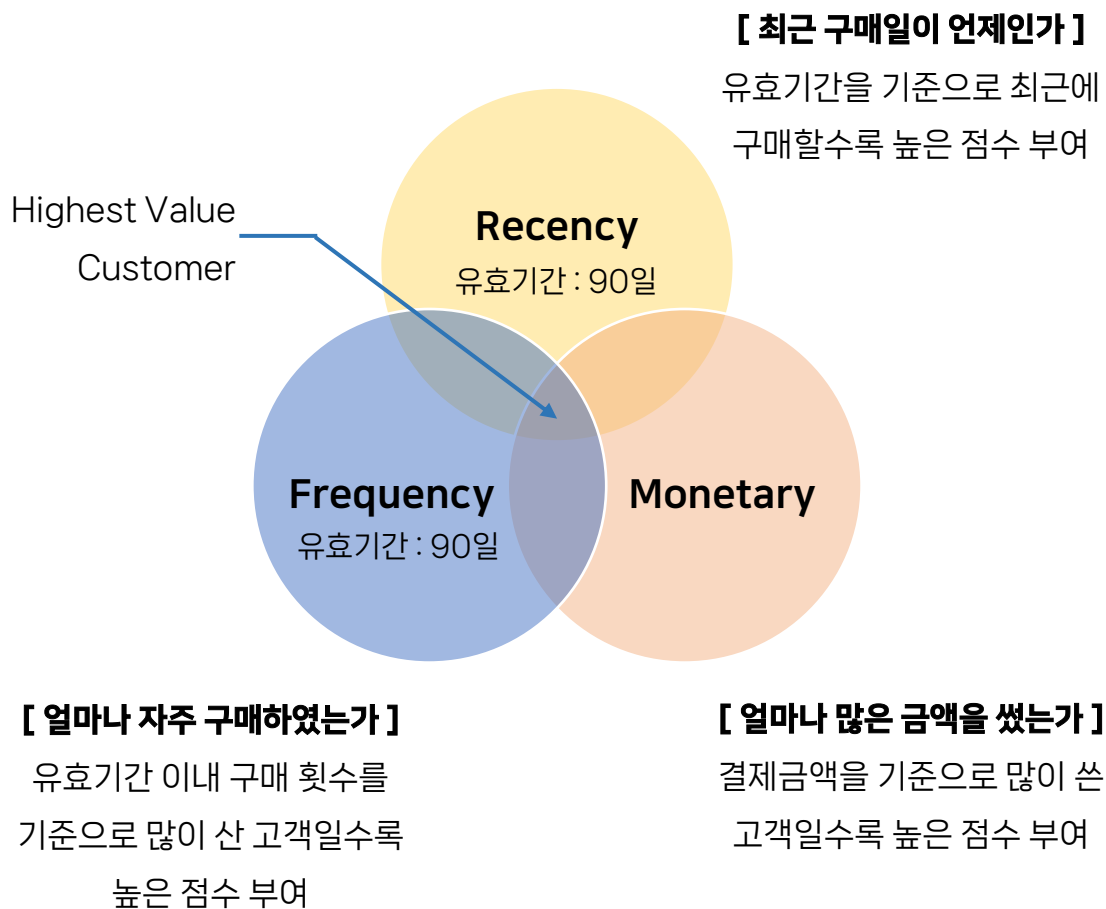 [ 최근 구매일이 언제인가 ]
유효기간을 기준으로 최근에
구매할수록 높은 점수 부여
Highest Value
Customer
Recency
유효기간 : 90일
Frequency
유효기간 : 90일
Monetary
[ 얼마나 자주 구매하였는가 ]
유효기간 이내 구매 횟수를
기준으로 많이 산 고객일수록
높은 점수 부여
[ 얼마나 많은 금액을 썼는가 ]
결제금액을 기준으로 많이 쓴
고객일수록 높은 점수 부여